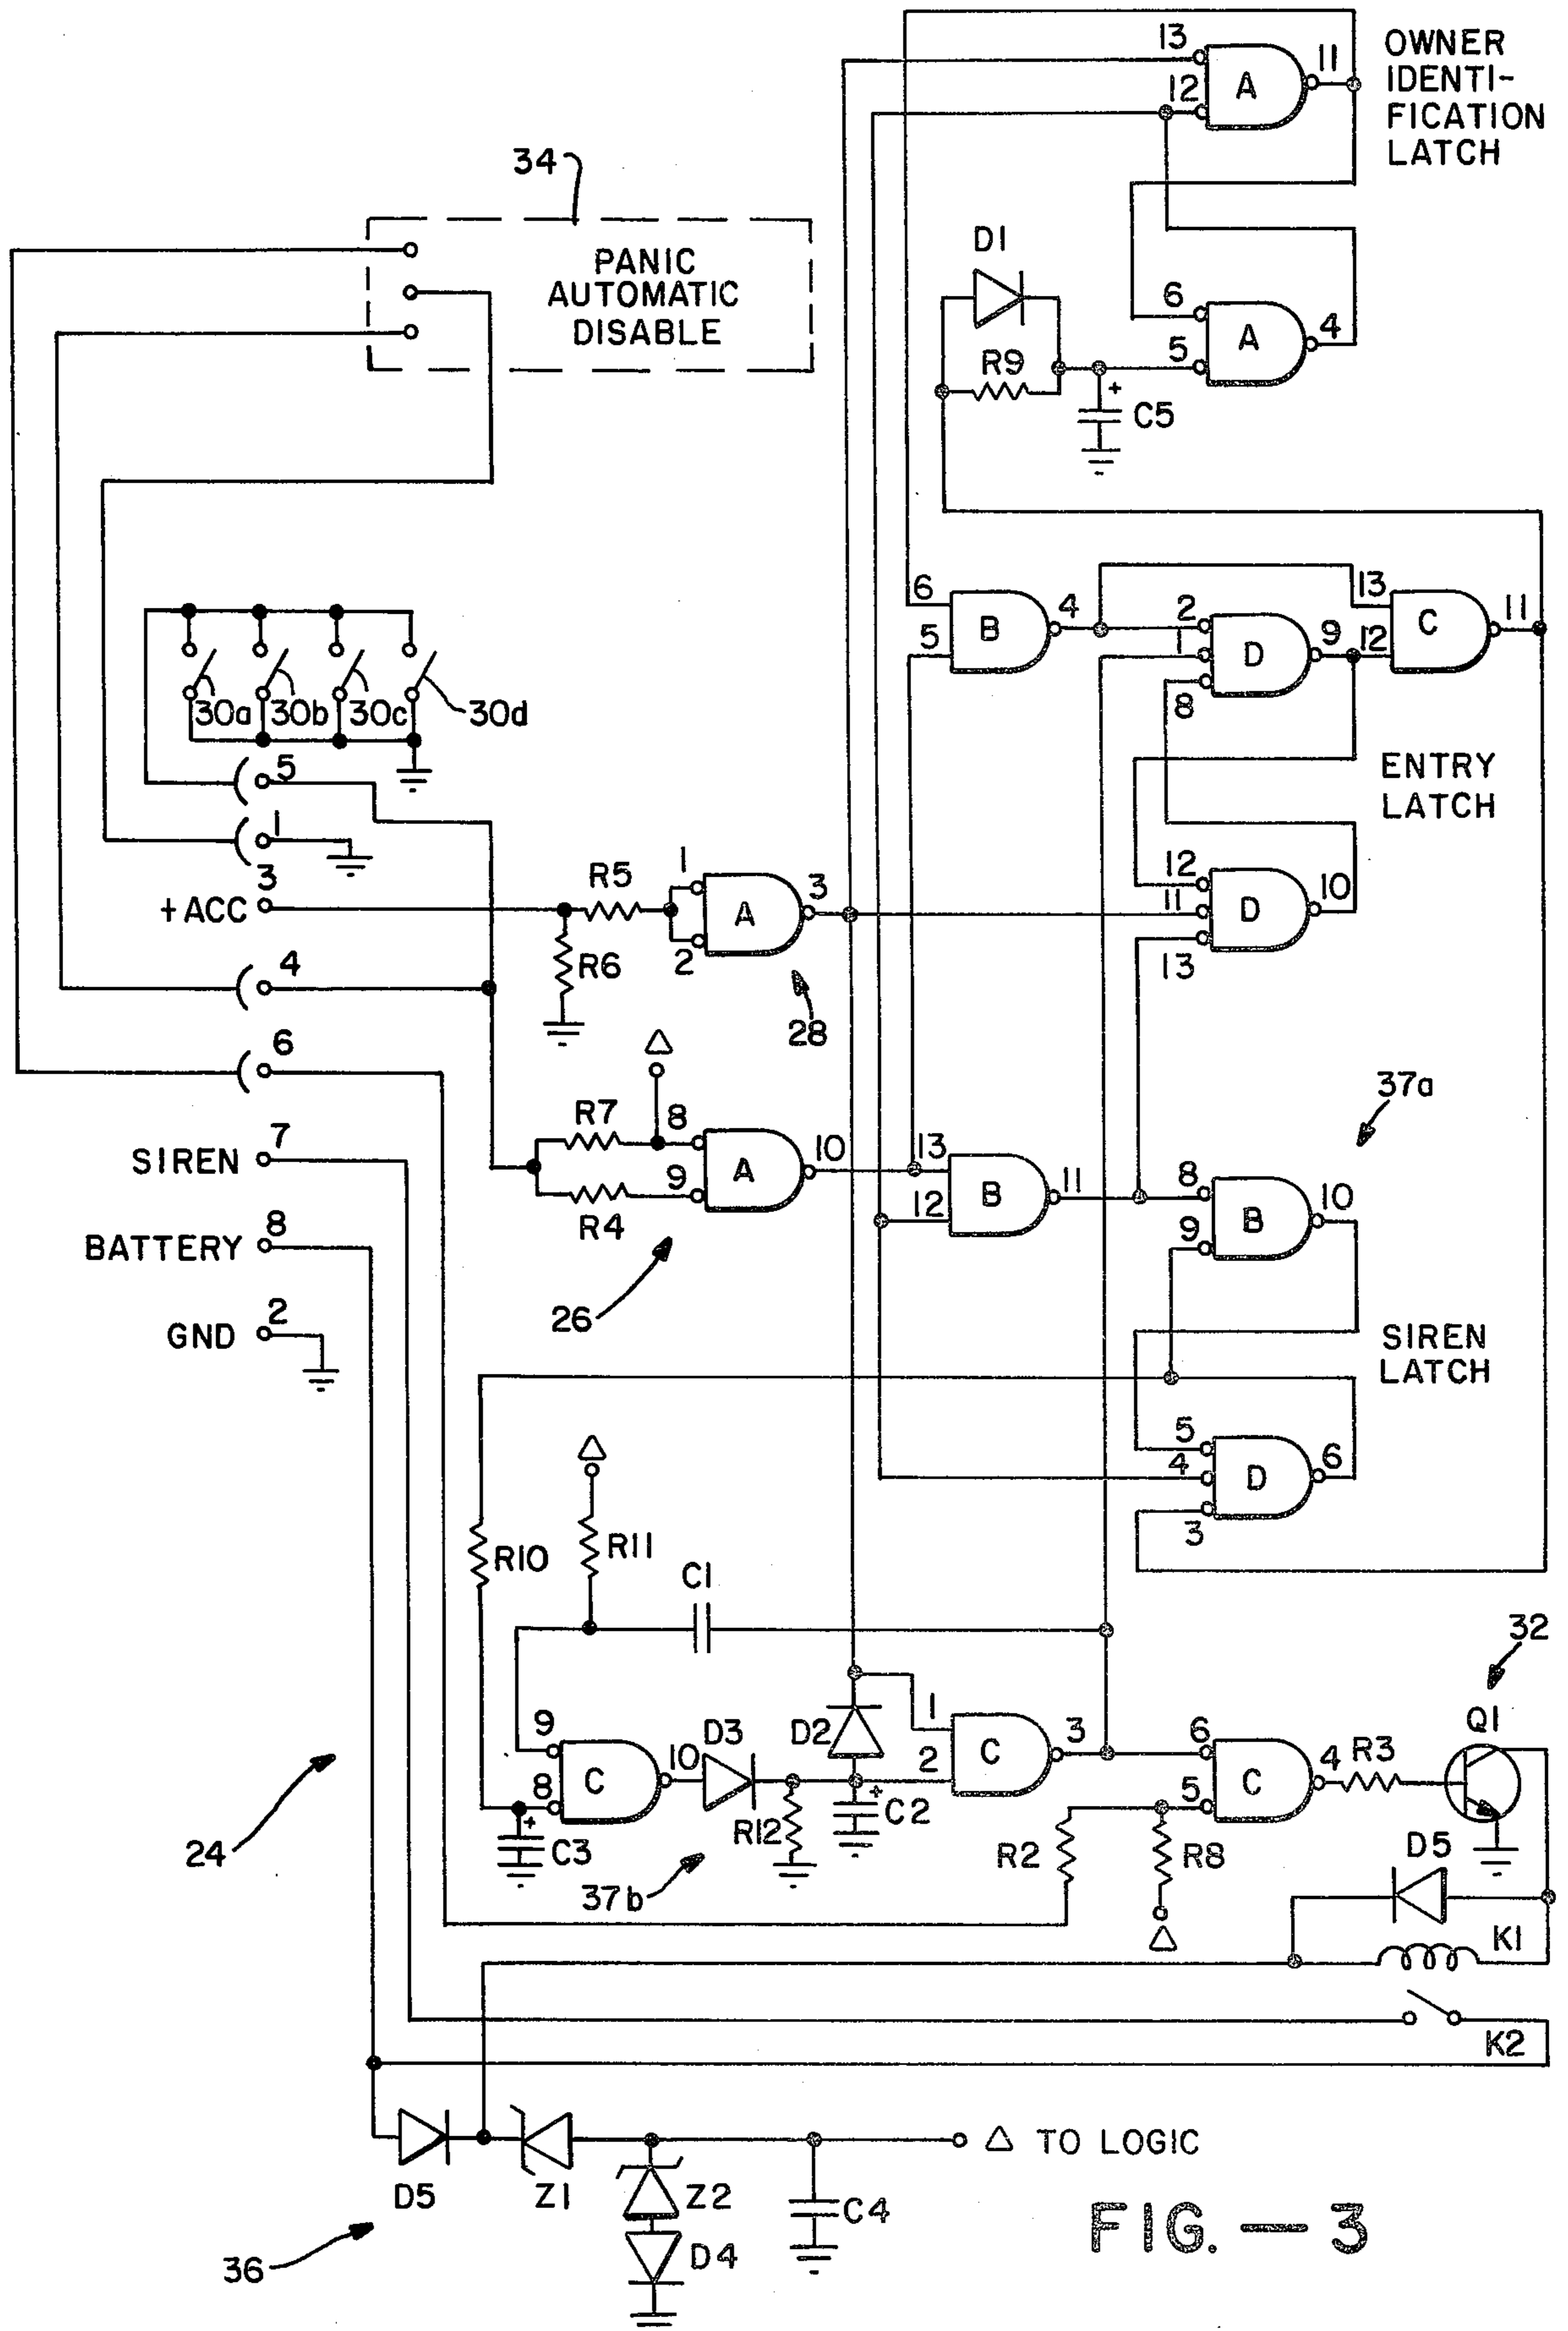 OWNER
IDENTI-
FICATION
LATCH
13
12
A
11
34
PANIC
AUTOMATIC
DISABLE
D1
R9
C5
+
6
5
A
4
6
5
B
4
2
1
8
D
9
13
12
C
11
30a
30b
30c
30d
5
1
3
+ACC
4
6
7
SIREN
8
BATTERY
2
GND
R5
R6
1
2
A
3
28
ENTRY
LATCH
12
11
13
D
10
R7
R4
8
9
A
10
26
13
12
B
11
37a
8
9
B
10
SIREN
LATCH
5
4
3
D
6
R10
R11
C1
32
9
8
C
10
D3
D2
+
C3
R12
+
C2
37b
1
2
C
3
6
5
C
4
R3
Q1
R2
R8
D5
K1
K2
24
D5
Z1
Z2
D4
C4
Δ TO LOGIC
36
FIG.—3